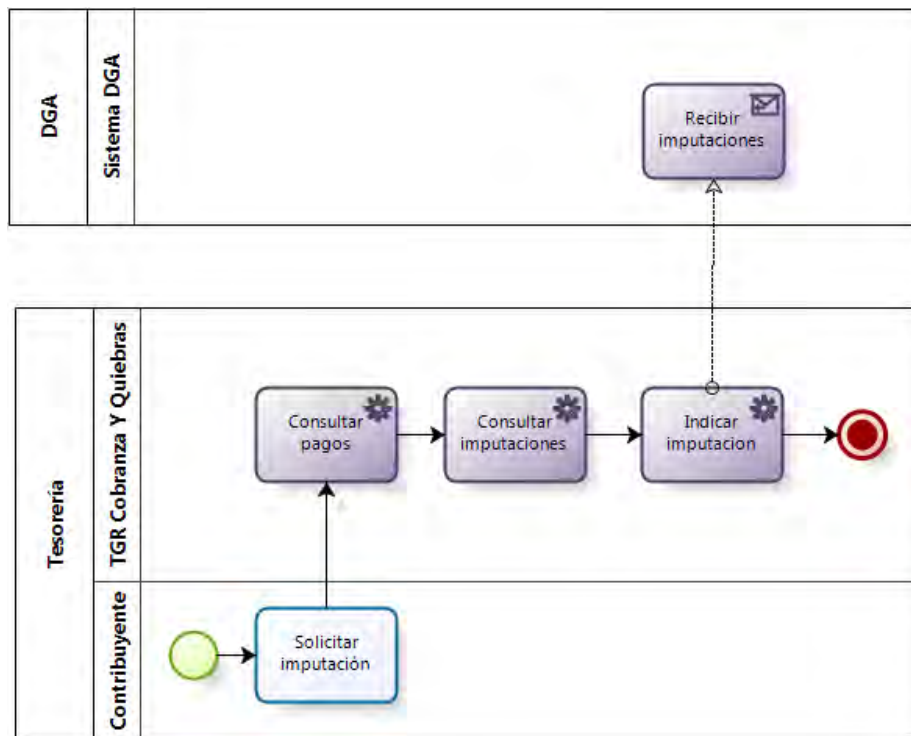 DGA
Sistema DGA
Recibir
imputaciones
Tesorería
TGR Cobranza Y Quiebras
Consultar
pagos
Consultar
imputaciones
Indicar
imputacion
Contribuyente
Solicitar
imputación